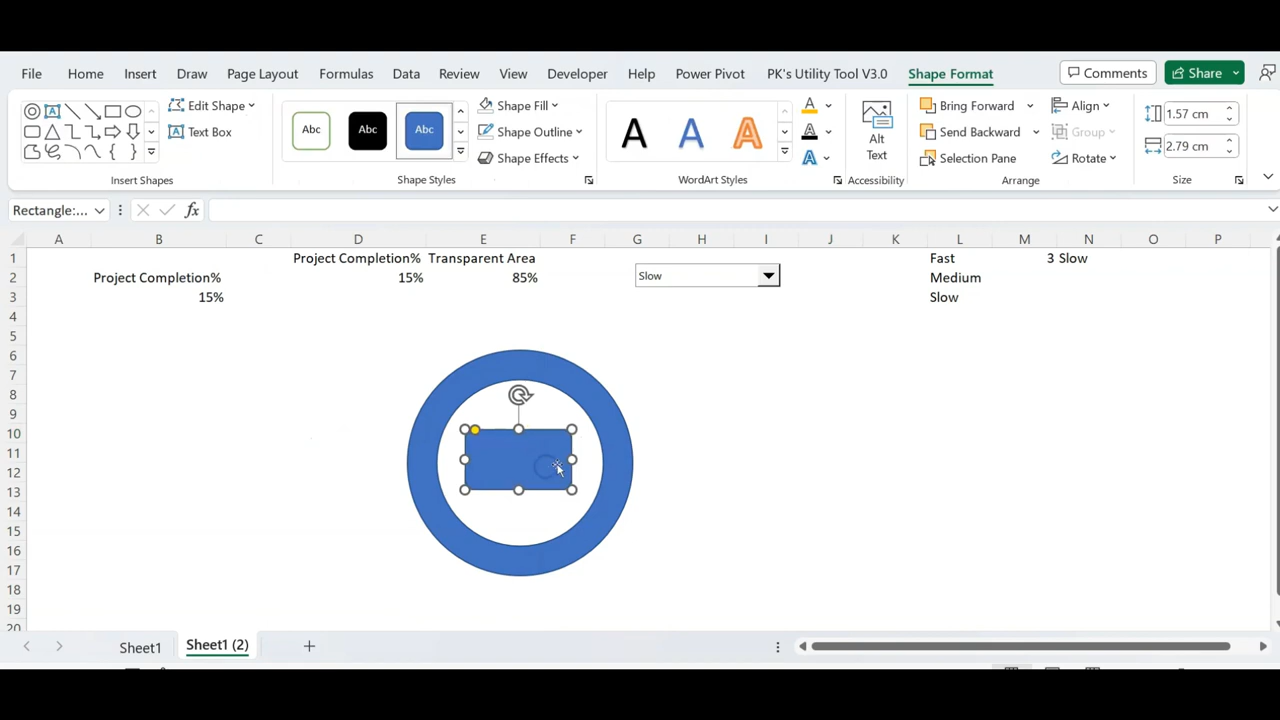 File Home Insert Draw Page Layout Formulas Data Review View Developer Help Power Pivot PK's Utility Tool V3.0 Shape Format Comments Share
Edit Shape
Text Box
Insert Shapes
Abc Abc Abc
Shape Fill
Shape Outline
Shape Effects
Shape Styles
A A A
A
A
A
WordArt Styles
Alt Text
Accessibility
Bring Forward
Send Backward
Selection Pane
Align
Group
Rotate
Arrange
1.57 cm
2.79 cm
Size
Rectangle:... fx
A B C D E F G H I J K L M N O P
1 Project Completion% Transparent Area Fast 3 Slow
2 Project Completion% 15% 85% Slow Medium
3 15% Slow
4
5
6
7
8
9
10
11
12
13
14
15
16
17
18
19
20
Sheet1 Sheet1 (2)